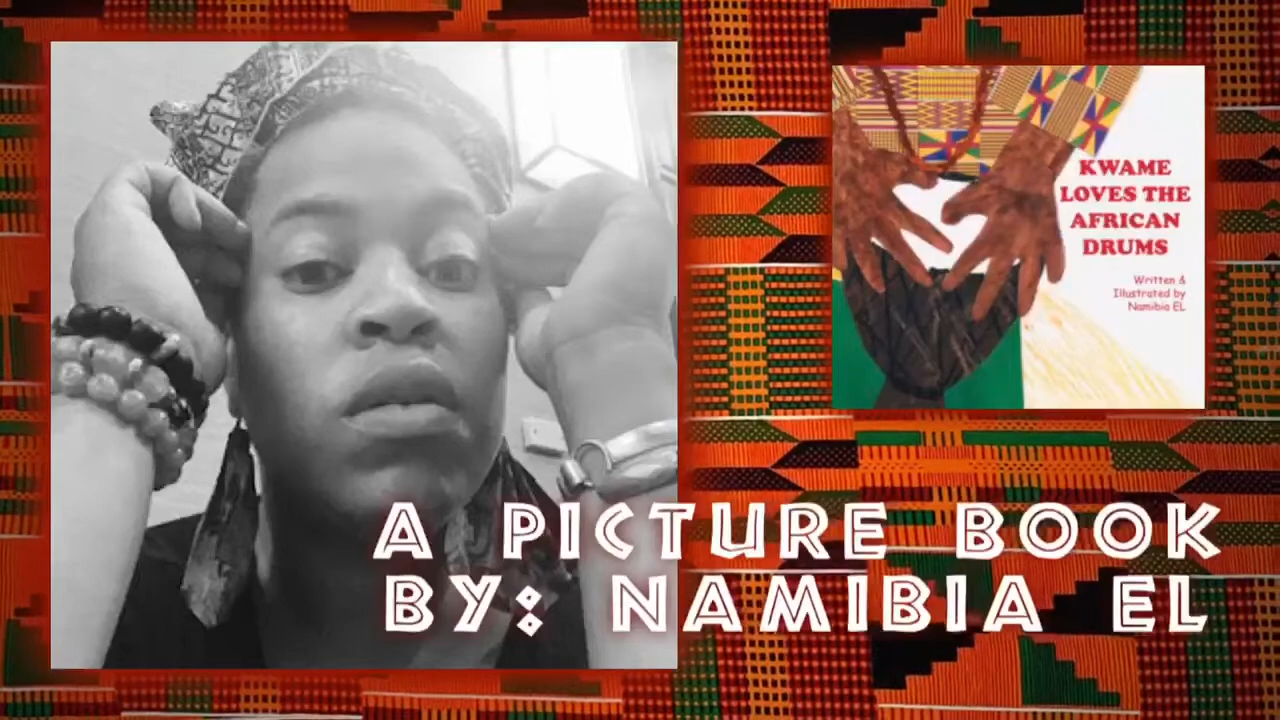 KWAME
LOVES THE
AFRICAN
DRUMS
Written &
Illustrated by
Namibia EL
A PICTURE BOOK
BY: NAMIBIA EL